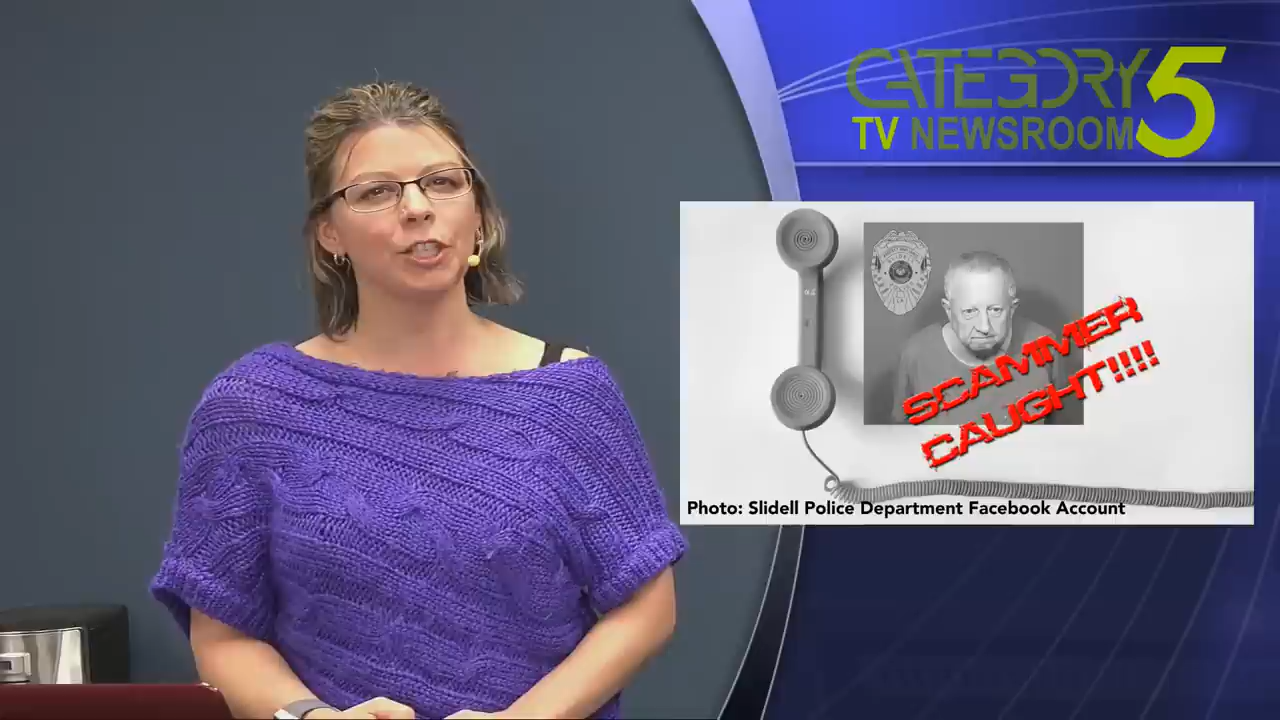 CATEGORY 5
TV NEWSROOM
SCAMMER
CAUGHT!!!!
Photo: Slidell Police Department Facebook Account